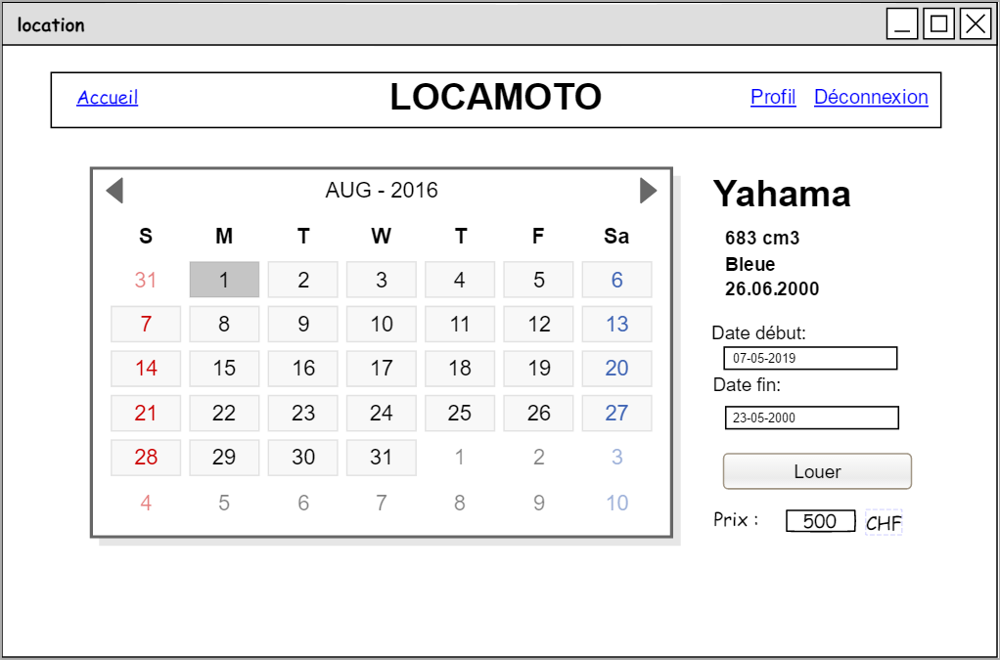 location
Accueil LOCAMOTO Profil Déconnexion
AUG - 2016
S M T W T F Sa
31 1 2 3 4 5 6
7 8 9 10 11 12 13
14 15 16 17 18 19 20
21 22 23 24 25 26 27
28 29 30 31 1 2 3
4 5 6 7 8 9 10
Yahama
683 cm3
Bleue
26.06.2000
Date début:
07-05-2019
Date fin:
23-05-2000
Louer
Prix : 500 CHF